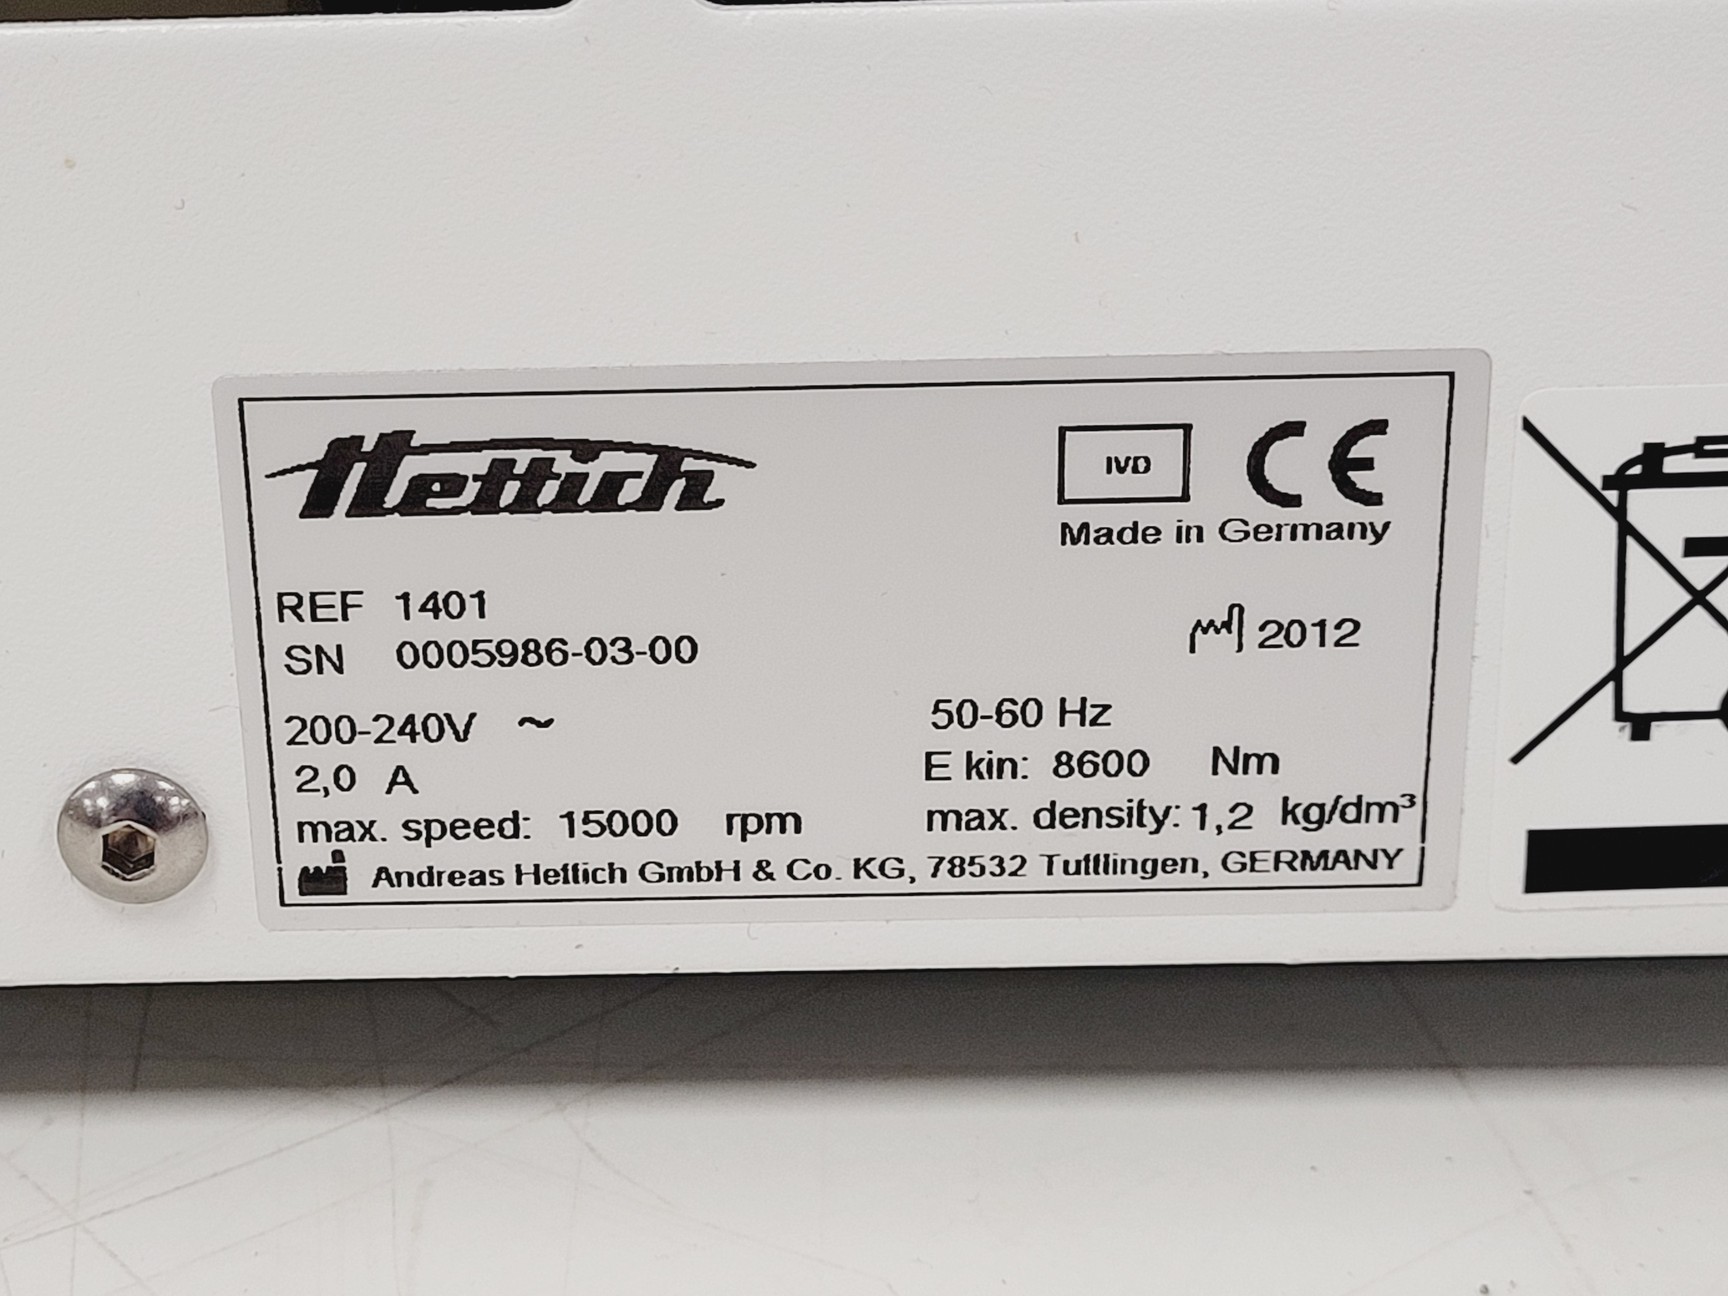 Hettich
IVD CE
Made in Germany
REF 1401
SN 0005986-03-00
2012
200-240V ~
50-60 Hz
2,0 A
E kin: 8600 Nm
max. speed: 15000 rpm
max. density: 1,2 kg/dm³
Andreas Hettich GmbH & Co. KG, 78532 Tuttlingen, GERMANY